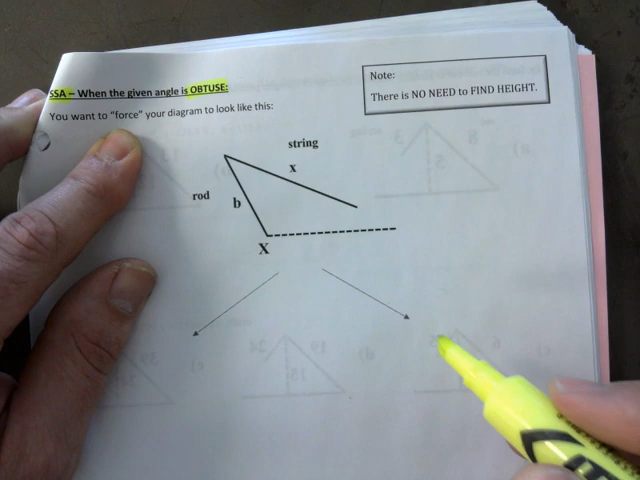 SSA – When the given angle is OBTUSE:
You want to "force" your diagram to look like this:
Note:
There is NO NEED to FIND HEIGHT.
string
x
rod
b
X